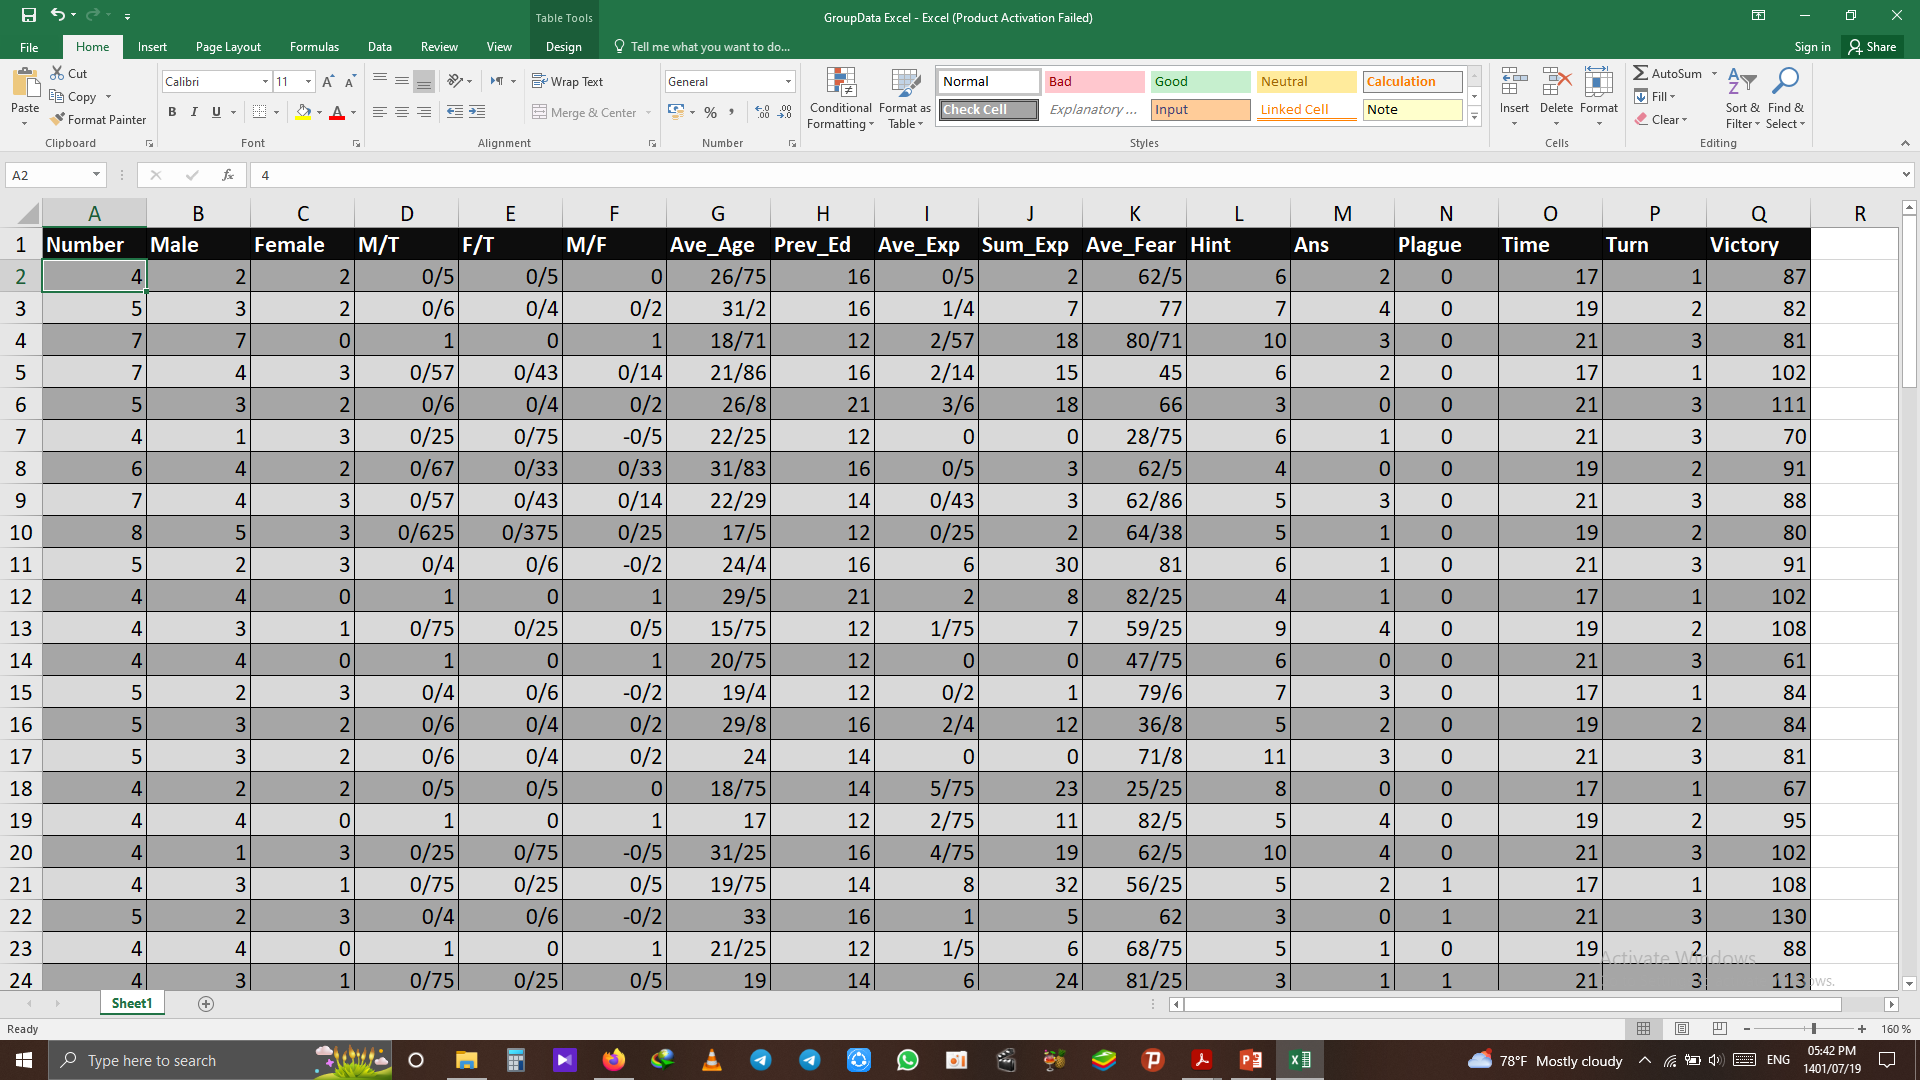 Table Tools
GroupData Excel - Excel (Product Activation Failed)
File Home Insert Page Layout Formulas Data Review View Design Tell me what you want to do... Sign in Share
Paste Cut Copy Format Painter
Calibri 11
B I U A
Wrap Text
Merge & Center
General
% ,
Conditional Formatting Format as Table
Normal Bad Good Neutral Calculation
Check Cell Explanatory ... Input Linked Cell Note
Insert Delete Format
AutoSum
Fill
Clear
Sort & Filter Find & Select
Clipboard Font Alignment Number Styles Cells Editing
A2 fx 4
A B C D E F G H I J K L M N O P Q R
1 Number Male Female M/T F/T M/F Ave_Age Prev_Ed Ave_Exp Sum_Exp Ave_Fear Hint Ans Plague Time Turn Victory
2 4 2 2 0/5 0/5 0 26/75 16 0/5 2 62/5 6 2 0 17 1 87
3 5 3 2 0/6 0/4 0/2 31/2 16 1/4 7 77 7 4 0 19 2 82
4 7 7 0 1 0 1 18/71 12 2/57 18 80/71 10 3 0 21 3 81
5 7 4 3 0/57 0/43 0/14 21/86 16 2/14 15 45 6 2 0 17 1 102
6 5 3 2 0/6 0/4 0/2 26/8 21 3/6 18 66 3 0 0 21 3 111
7 4 1 3 0/25 0/75 -0/5 22/25 12 0 0 28/75 6 1 0 21 3 70
8 6 4 2 0/67 0/33 0/33 31/83 16 0/5 3 62/5 4 0 0 19 2 91
9 7 4 3 0/57 0/43 0/14 22/29 14 0/43 3 62/86 5 3 0 21 3 88
10 8 5 3 0/625 0/375 0/25 17/5 12 0/25 2 64/38 5 1 0 19 2 80
11 5 2 3 0/4 0/6 -0/2 24/4 16 6 30 81 6 1 0 21 3 91
12 4 4 0 1 0 1 29/5 21 2 8 82/25 4 1 0 17 1 102
13 4 3 1 0/75 0/25 0/5 15/75 12 1/75 7 59/25 9 4 0 19 2 108
14 4 4 0 1 0 1 20/75 12 0 0 47/75 6 0 0 21 3 61
15 5 2 3 0/4 0/6 -0/2 19/4 12 0/2 1 79/6 7 3 0 17 1 84
16 5 3 2 0/6 0/4 0/2 29/8 16 2/4 12 36/8 5 2 0 19 2 84
17 5 3 2 0/6 0/4 0/2 24 14 0 0 71/8 11 3 0 21 3 81
18 4 2 2 0/5 0/5 0 18/75 14 5/75 23 25/25 8 0 0 17 1 67
19 4 4 0 1 0 1 17 12 2/75 11 82/5 5 4 0 19 2 95
20 4 1 3 0/25 0/75 -0/5 31/25 16 4/75 19 62/5 10 4 0 21 3 102
21 4 3 1 0/75 0/25 0/5 19/75 14 8 32 56/25 5 2 1 17 1 108
22 5 2 3 0/4 0/6 -0/2 33 16 1 5 62 3 0 1 21 3 130
23 4 4 0 1 0 1 21/25 12 1/5 6 68/75 5 1 0 19 2 88
24 4 3 1 0/75 0/25 0/5 19 14 6 24 81/25 3 1 1 21 3 113
Activate Windows
Sheet1
Ready 160 %
Type here to search 78°F Mostly cloudy ENG 05:42 PM
1401/07/19